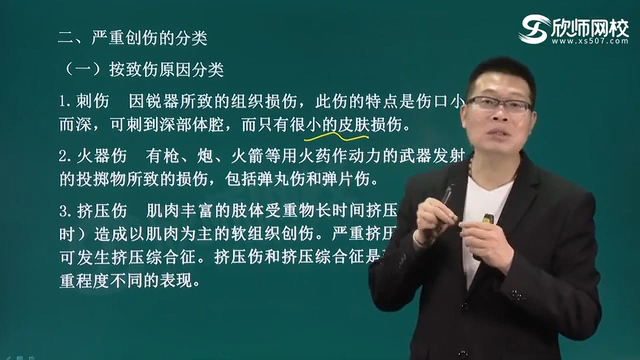 欣师网校
www.xs507.com
二、严重创伤的分类
（一）按致伤原因分类
1.刺伤 因锐器所致的组织损伤，此伤的特点是伤口小
而深，可刺到深部体腔，而只有很小的皮肤损伤。
2.火器伤 有枪、炮、火箭等用火药作动力的武器发射
的投掷物所致的损伤，包括弹丸伤和弹片伤。
3.挤压伤 肌肉丰富的肢体受重物长时间挤压
时）造成以肌肉为主的软组织创伤。严重挤压
可发生挤压综合征。挤压伤和挤压综合征是
重程度不同的表现。